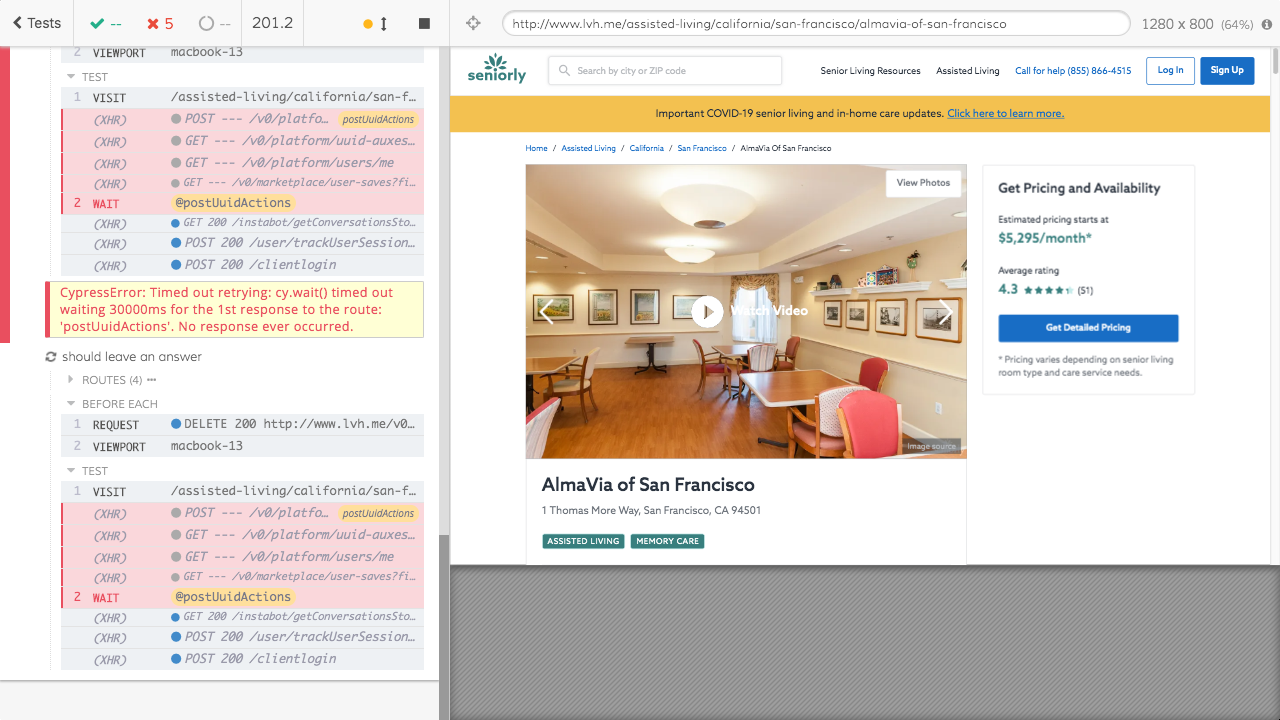 Tests
--
5
--
201.2
http://www.lvh.me/assisted-living/california/san-francisco/almavia-of-san-francisco
1280 x 800 (64%)
2 VIEWPORT macbook-13
TEST
1 VISIT /assisted-living/california/san-f...
(XHR) POST --- /v0/platfo... postUuidActions
(XHR) GET --- /v0/platform/uuid-auxes...
(XHR) GET --- /v0/platform/users/me
(XHR) GET --- /v0/marketplace/user-saves?fi...
2 WAIT @postUuidActions
(XHR) GET 200 /instabot/getConversationsSto...
(XHR) POST 200 /user/trackUserSession...
(XHR) POST 200 /clientlogin
CypressError: Timed out retrying: cy.wait() timed out
waiting 30000ms for the 1st response to the route:
'postUuidActions'. No response ever occurred.
should leave an answer
ROUTES (4)
BEFORE EACH
1 REQUEST DELETE 200 http://www.lvh.me/v0...
2 VIEWPORT macbook-13
TEST
1 VISIT /assisted-living/california/san-f...
(XHR) POST --- /v0/platfo... postUuidActions
(XHR) GET --- /v0/platform/uuid-auxes...
(XHR) GET --- /v0/platform/users/me
(XHR) GET --- /v0/marketplace/user-saves?fi...
2 WAIT @postUuidActions
(XHR) GET 200 /instabot/getConversationsSto...
(XHR) POST 200 /user/trackUserSession...
(XHR) POST 200 /clientlogin
seniorly
Search by city or ZIP code
Senior Living Resources
Assisted Living
Call for help (855) 866-4515
Log In
Sign Up
Important COVID-19 senior living and in-home care updates. Click here to learn more.
Home / Assisted Living / California / San Francisco / AlmaVia Of San Francisco
View Photos
Watch Video
Image source
AlmaVia of San Francisco
1 Thomas More Way, San Francisco, CA 94501
ASSISTED LIVING MEMORY CARE
Get Pricing and Availability
Estimated pricing starts at
$5,295/month*
Average rating
4.3 (51)
Get Detailed Pricing
* Pricing varies depending on senior living
room type and care service needs.